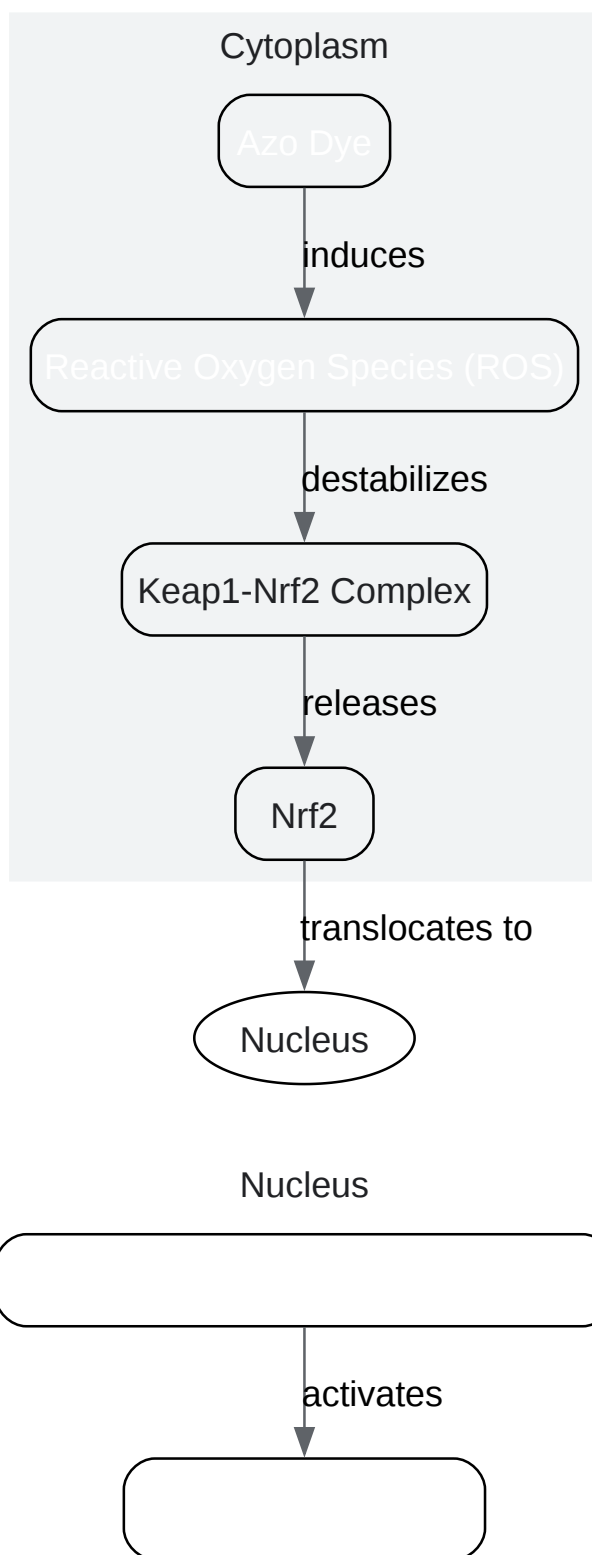 Cytoplasm
Azo Dye
induces
Reactive Oxygen Species (ROS)
destabilizes
Keap1-Nrf2 Complex
releases
Nrf2
translocates to
Nucleus
Nucleus
activates